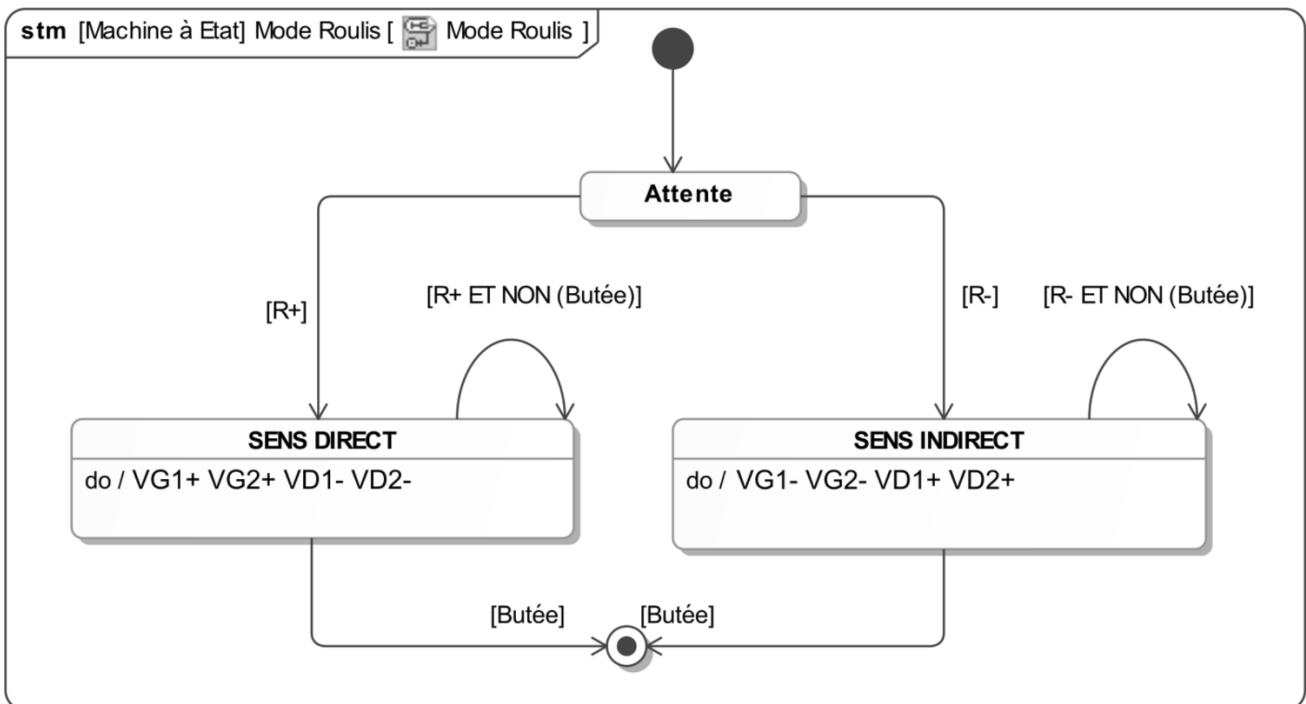 stm [Machine à Etat] Mode Roulis [ Mode Roulis ]
Attente
[R+]
[R+ ET NON (Butée)]
[R-]
[R- ET NON (Butée)]
SENS DIRECT
do / VG1+ VG2+ VD1- VD2-
SENS INDIRECT
do / VG1- VG2- VD1+ VD2+
[Butée]
[Butée]